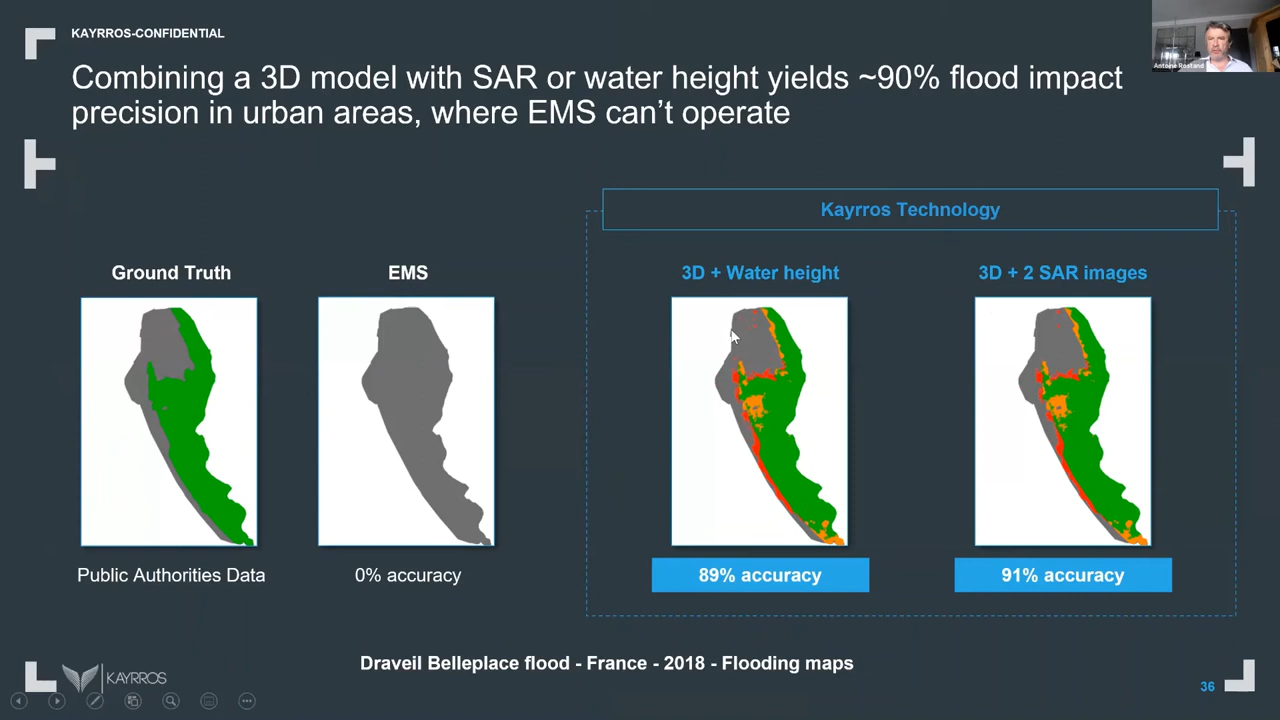 KAYRROS-CONFIDENTIAL
Antoine Rostand
Combining a 3D model with SAR or water height yields ~90% flood impact
precision in urban areas, where EMS can’t operate
Kayrros Technology
Ground Truth
EMS
3D + Water height
3D + 2 SAR images
Public Authorities Data
0% accuracy
89% accuracy
91% accuracy
Draveil Belleplace flood - France - 2018 - Flooding maps
KAYRROS
36